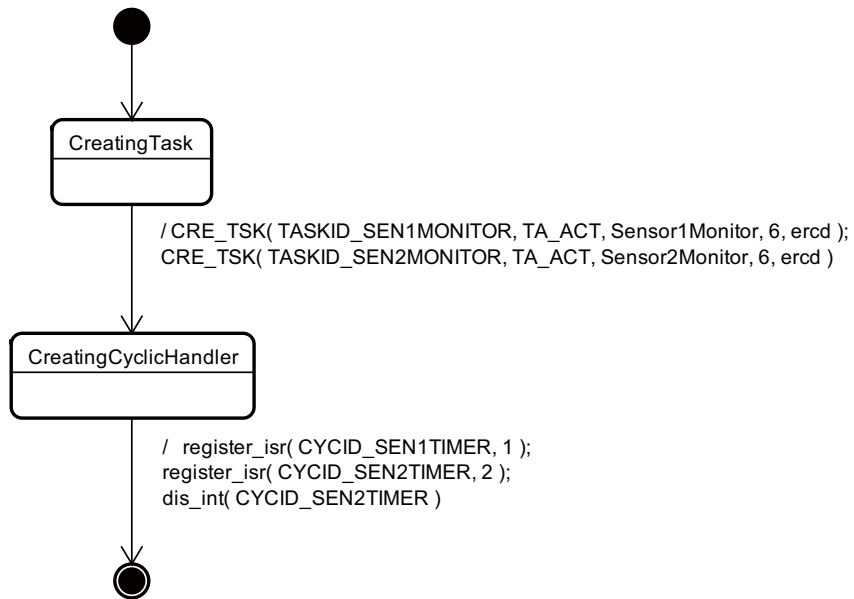 CreatingTask
/ CRE_TSK( TASKID_SEN1MONITOR, TA_ACT, Sensor1Monitor, 6, ercd );
CRE_TSK( TASKID_SEN2MONITOR, TA_ACT, Sensor2Monitor, 6, ercd )
CreatingCyclicHandler
/ register_isr( CYCID_SEN1TIMER, 1 );
register_isr( CYCID_SEN2TIMER, 2 );
dis_int( CYCID_SEN2TIMER )